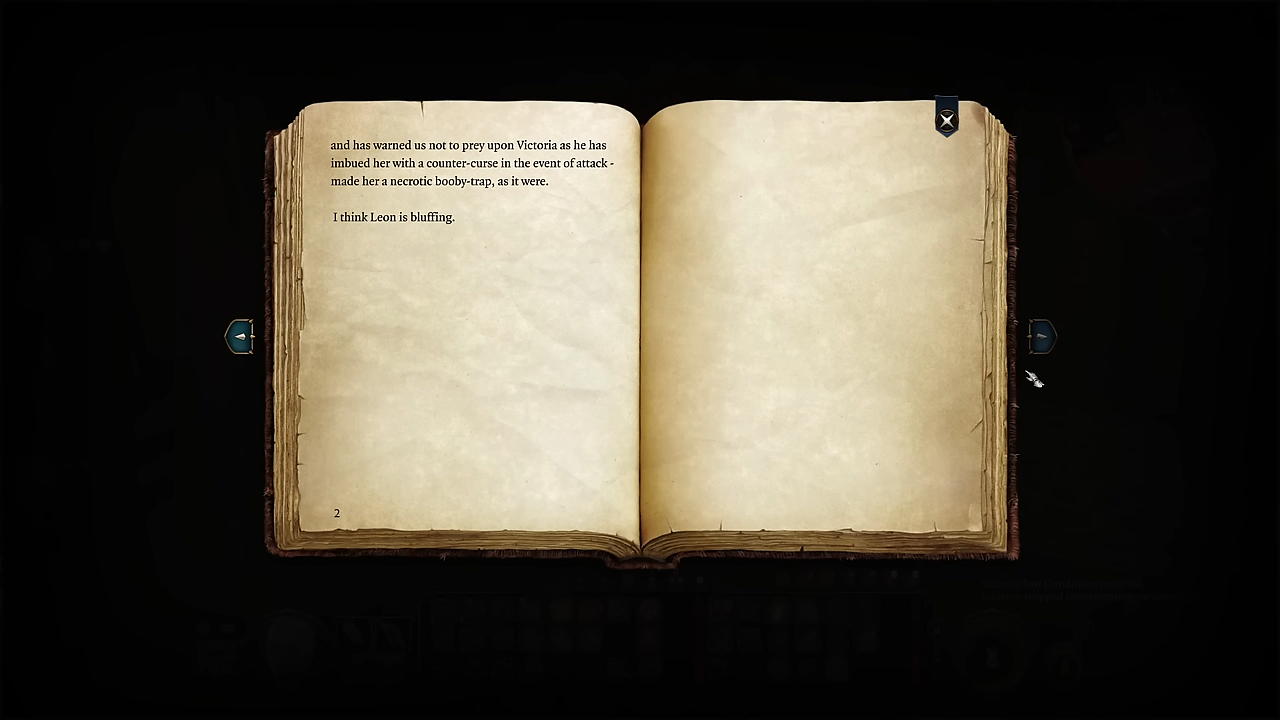 and has warned us not to prey upon Victoria as he has
imbued her with a counter-curse in the event of attack -
made her a necrotic booby-trap, as it were.
I think Leon is bluffing.
2